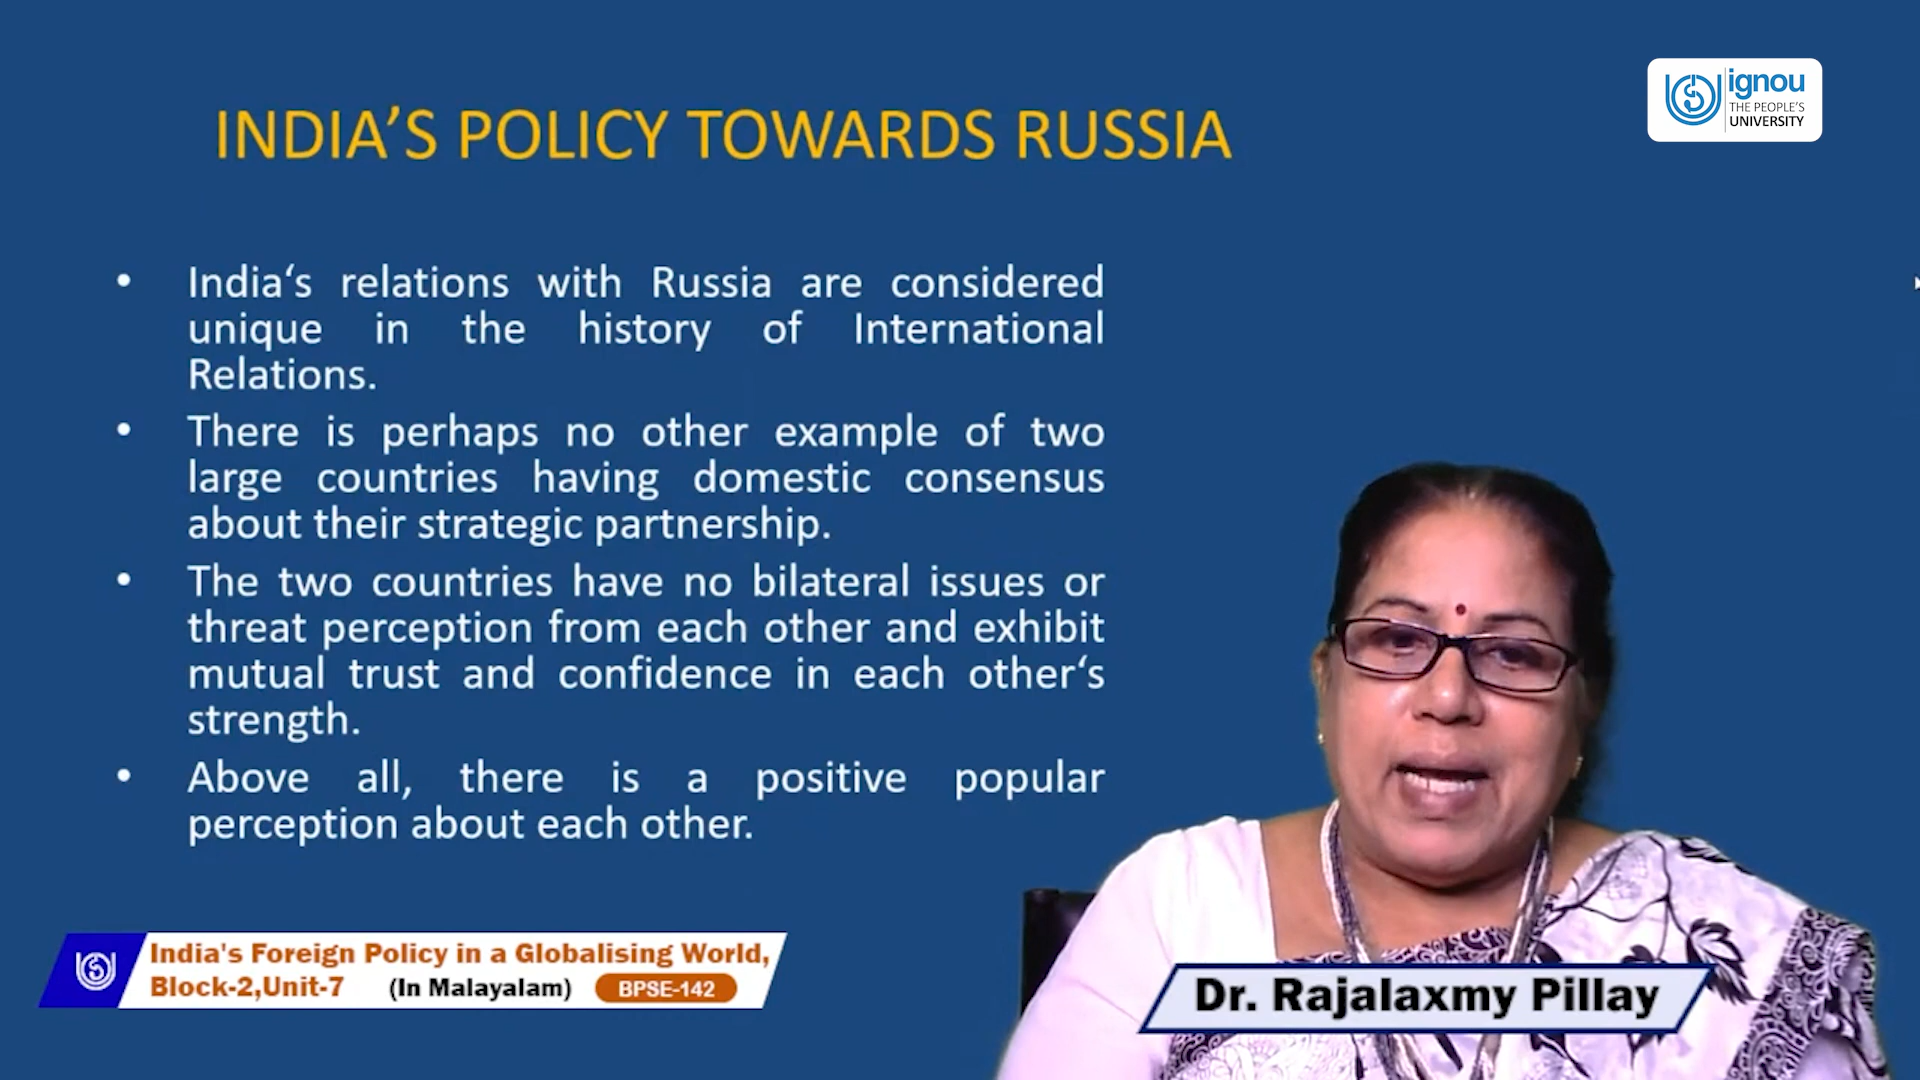 INDIA’S POLICY TOWARDS RUSSIA
ignou
THE PEOPLE’S
UNIVERSITY
• India‘s relations with Russia are considered
unique in the history of International
Relations.
• There is perhaps no other example of two
large countries having domestic consensus
about their strategic partnership.
• The two countries have no bilateral issues or
threat perception from each other and exhibit
mutual trust and confidence in each other‘s
strength.
• Above all, there is a positive popular
perception about each other.
India's Foreign Policy in a Globalising World,
Block-2,Unit-7 (In Malayalam) BPSE-142
Dr. Rajalaxmy Pillay